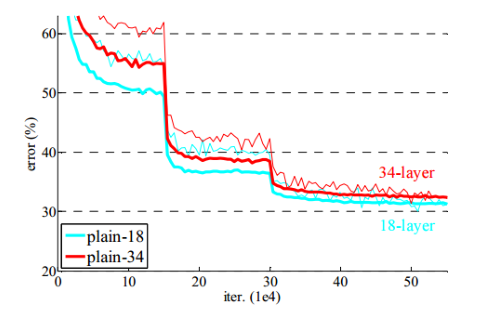 60
50
40
30
20
error (%)
34-layer
18-layer
plain-18
plain-34
0
10
20
30
40
50
iter. (1e4)